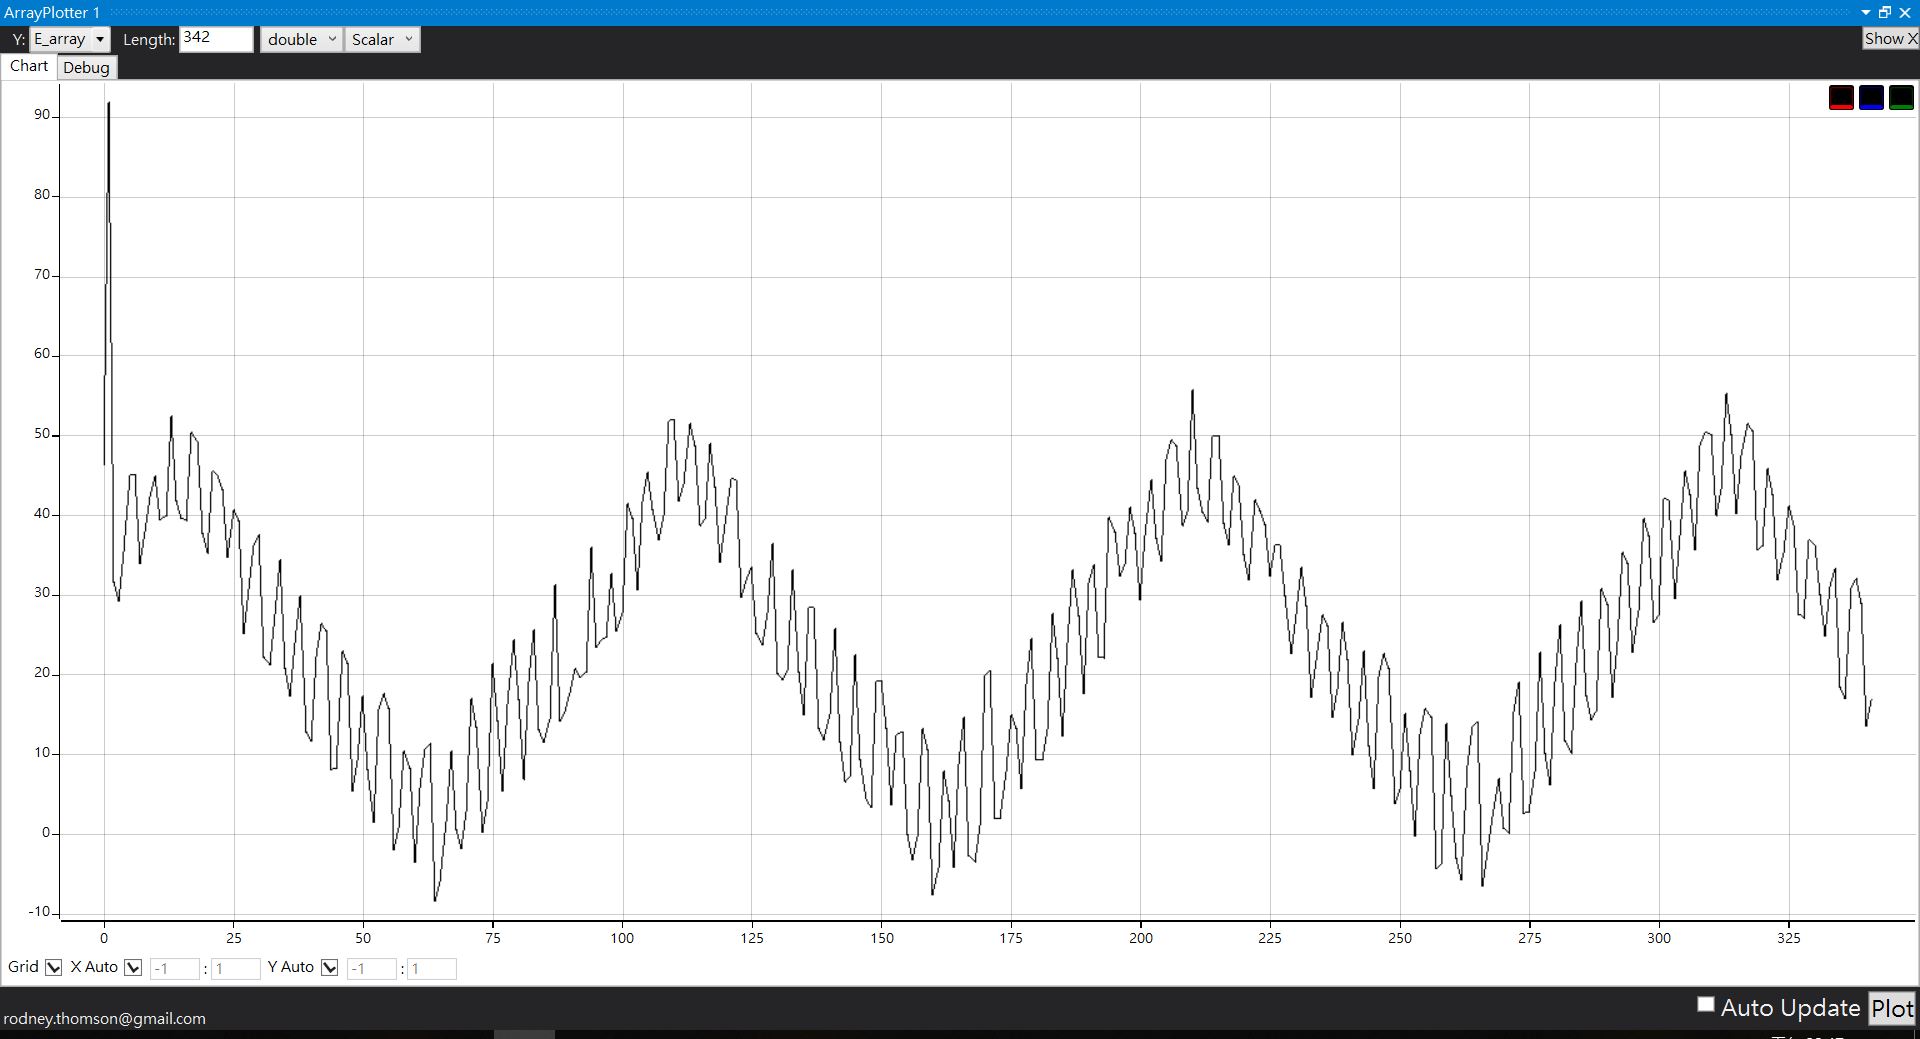 ArrayPlotter 1
Y: E_array Length: 342 double Scalar Show X
Chart Debug
90
80
70
60
50
40
30
20
10
0
-10
0 25 50 75 100 125 150 175 200 225 250 275 300 325
Grid X Auto -1 : 1 Y Auto -1 : 1
Auto Update Plot
rodney.thomson@gmail.com